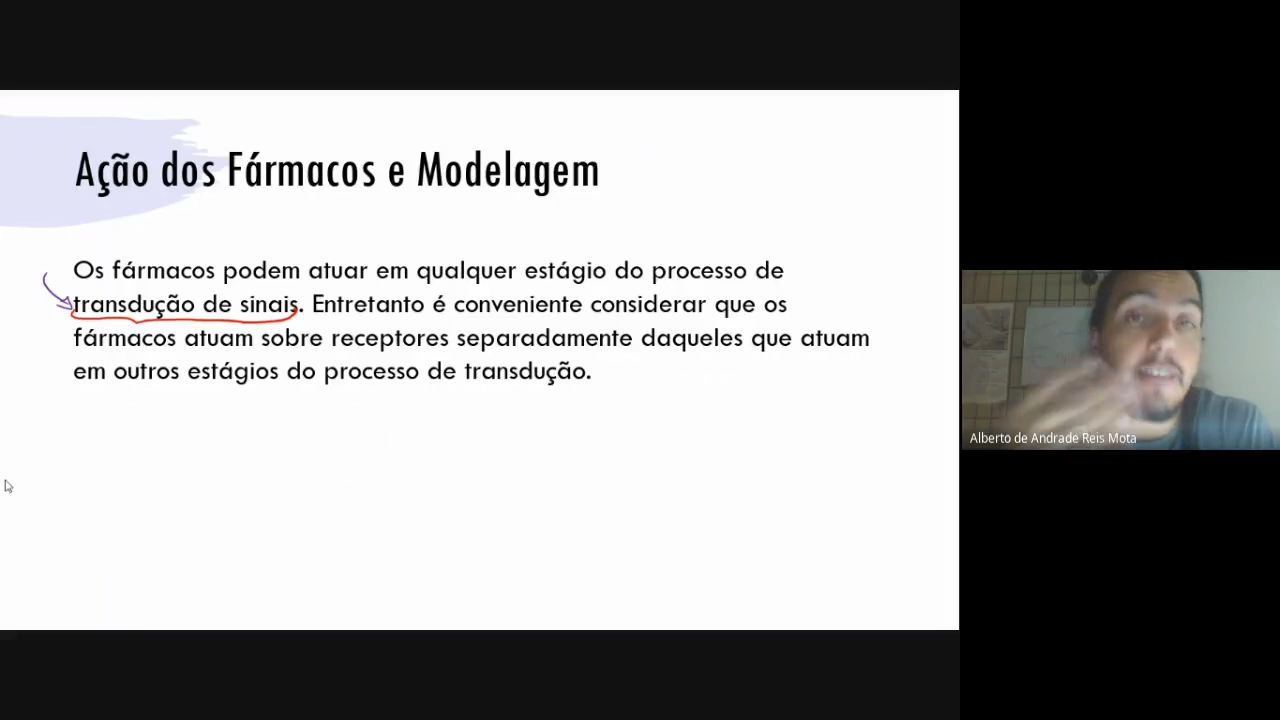 Ação dos Fármacos e Modelagem
Os fármacos podem atuar em qualquer estágio do processo de
transdução de sinais. Entretanto é conveniente considerar que os
fármacos atuam sobre receptores separadamente daqueles que atuam
em outros estágios do processo de transdução.
Alberto de Andrade Reis Mota